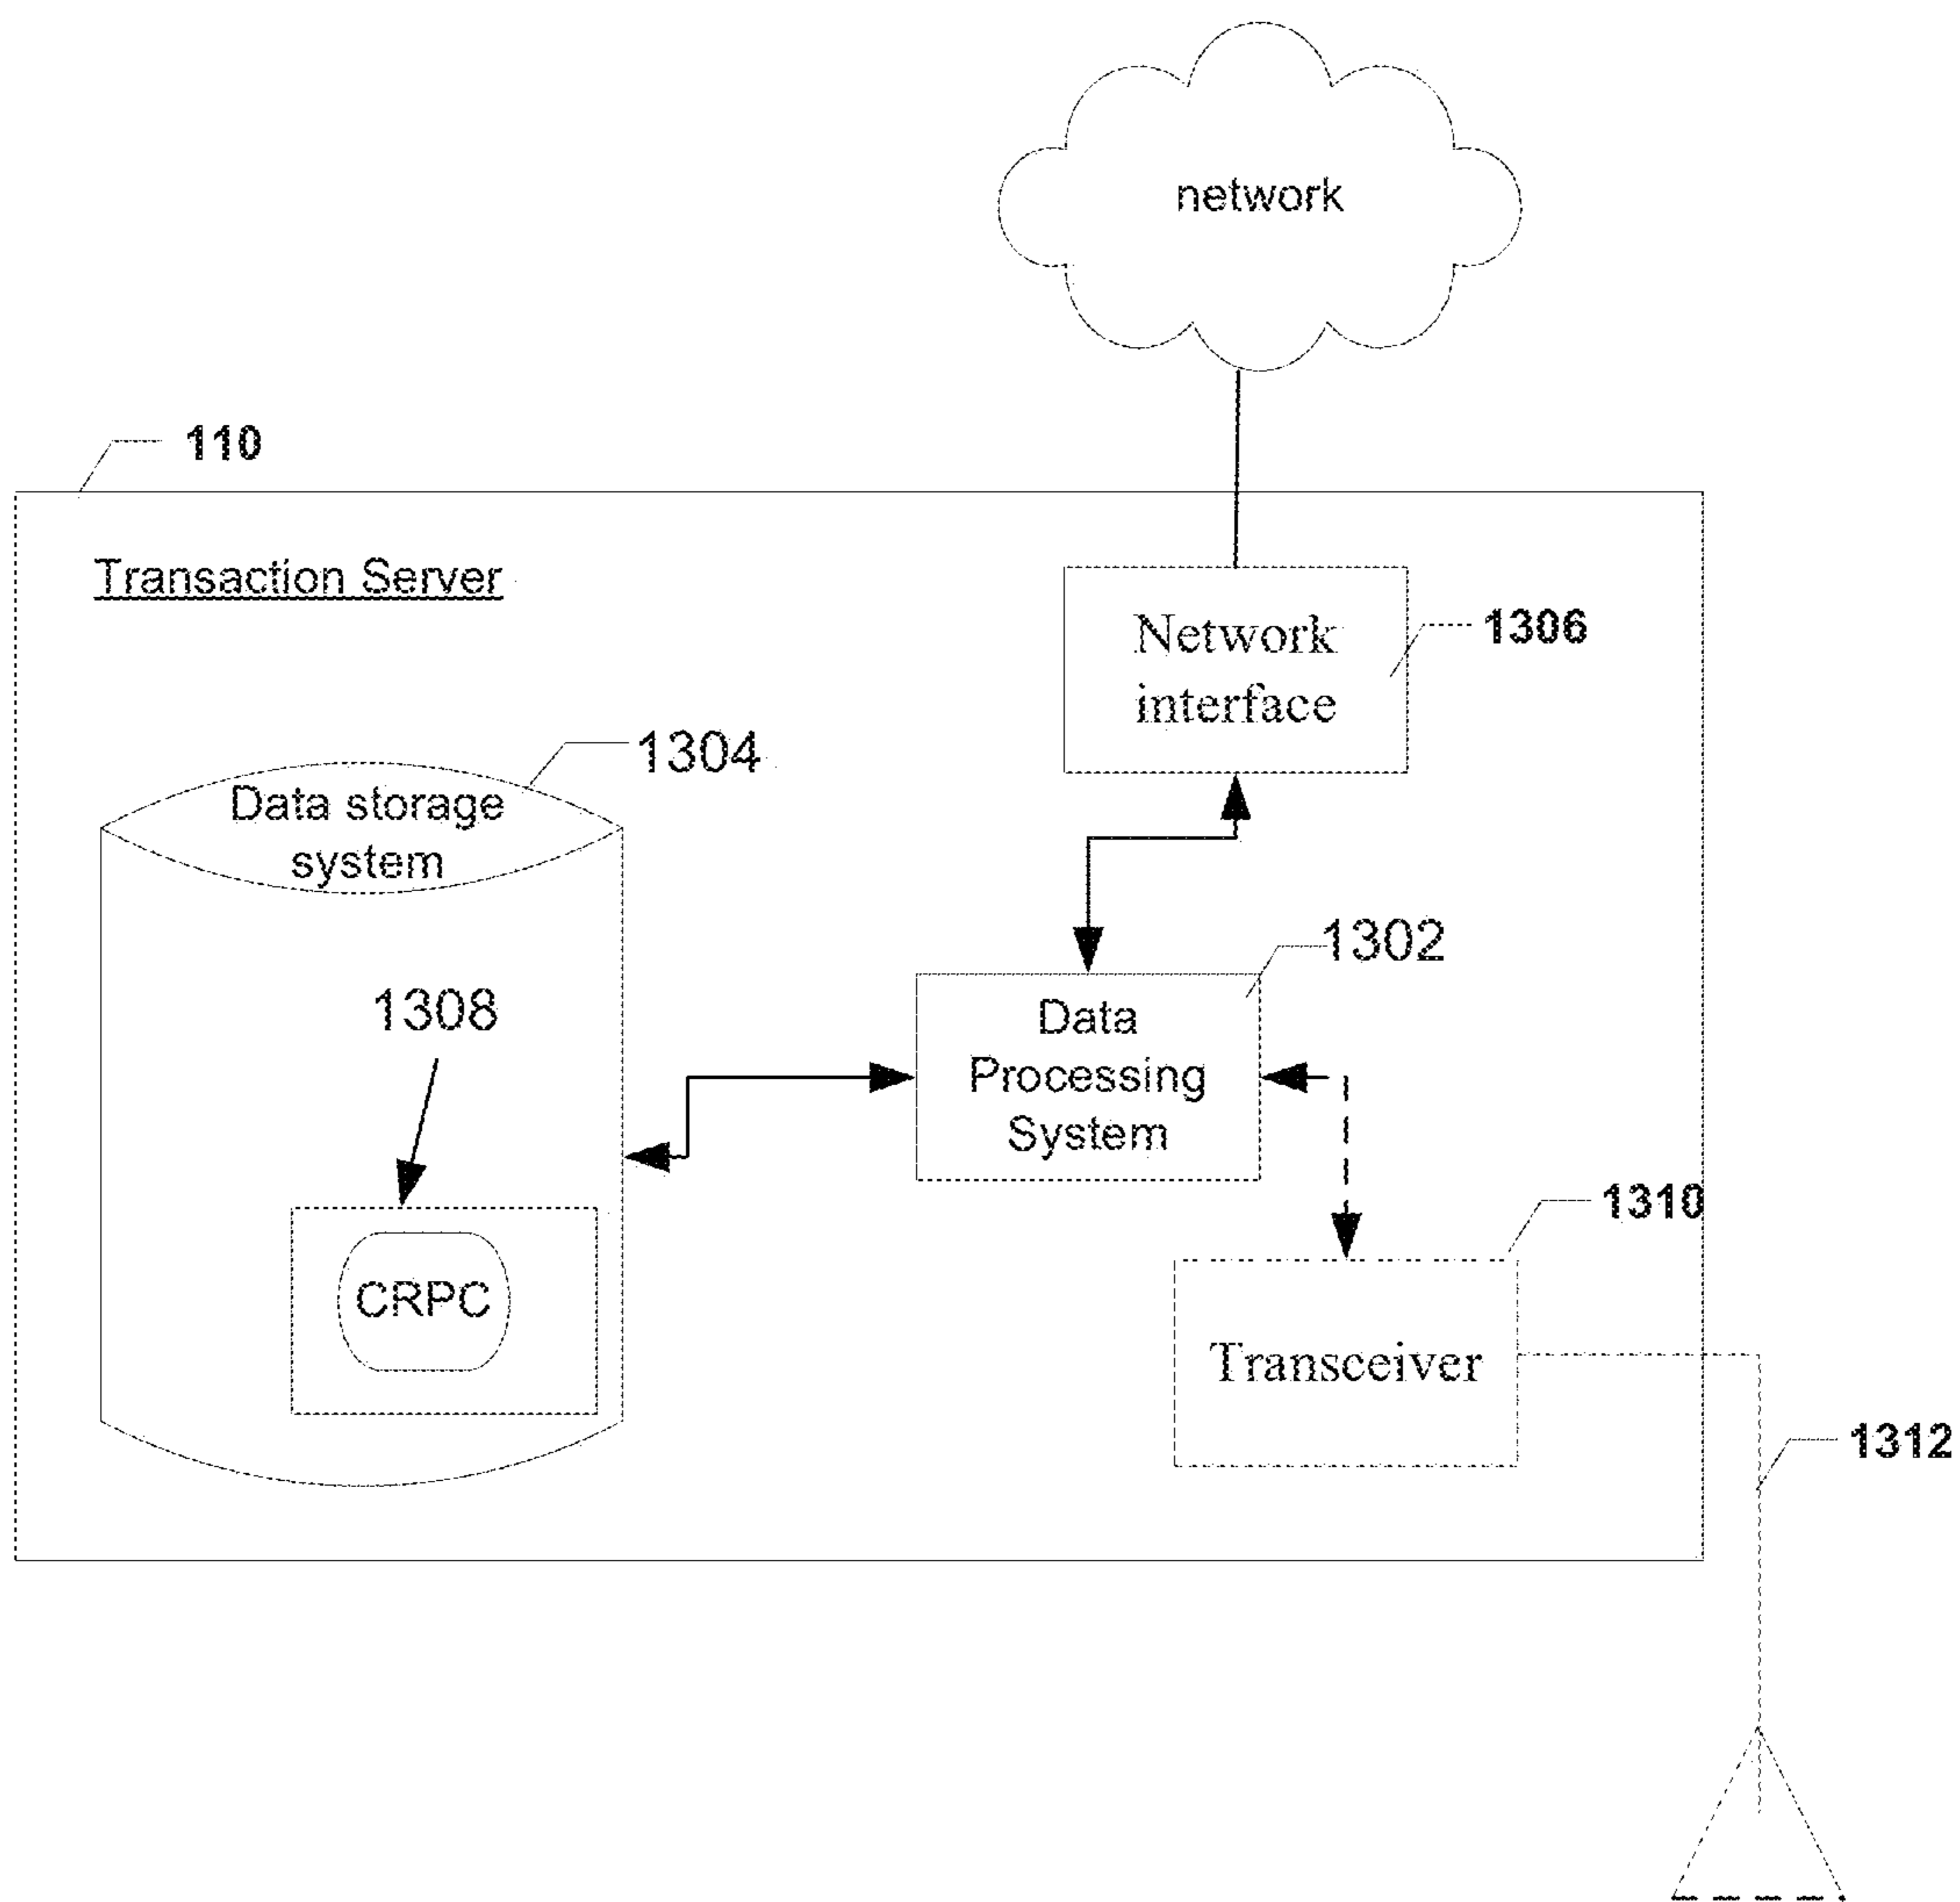 network
110
Transaction Server
Network
interface
1306
1304
Data storage
system
1302
Data
Processing
System
1308
CRPC
1310
Transceiver
1312